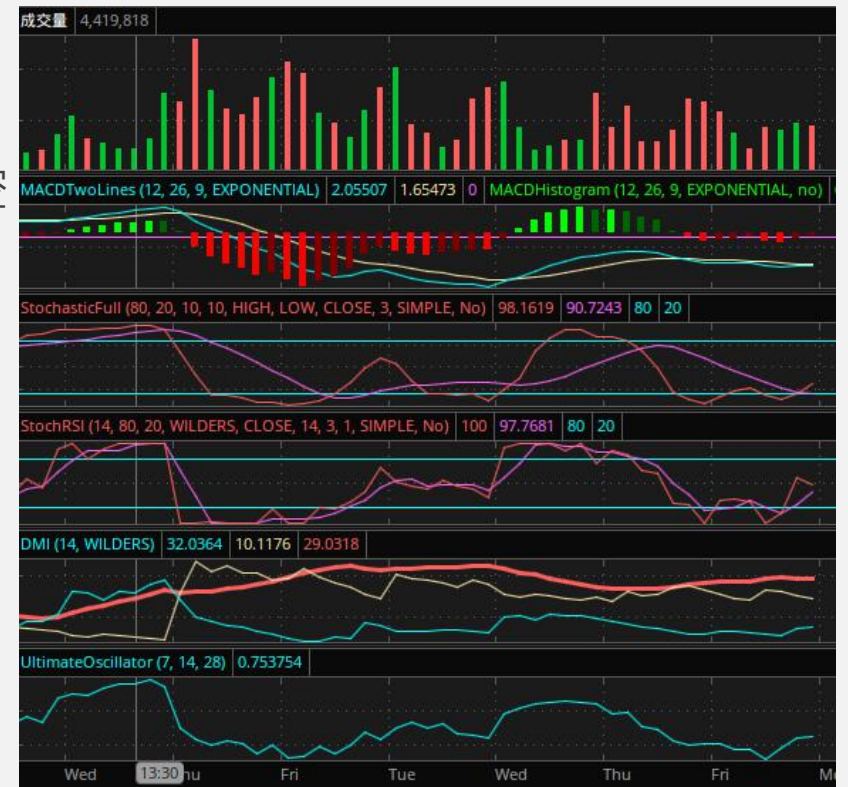 成交量 4,419,818
MACDTwoLines (12, 26, 9, EXPONENTIAL) 2.05507 1.65473 0 MACDHistogram (12, 26, 9, EXPONENTIAL, no)
StochasticFull (80, 20, 10, 10, HIGH, LOW, CLOSE, 3, SIMPLE, No) 98.1619 90.7243 80 20
StochRSI (14, 80, 20, WILDERS, CLOSE, 14, 3, 1, SIMPLE, No) 100 97.7681 80 20
DMI (14, WILDERS) 32.0364 10.1176 29.0318
UltimateOscillator (7, 14, 28) 0.753754
Wed 13:30 hu Fri Tue Wed Thu Fri